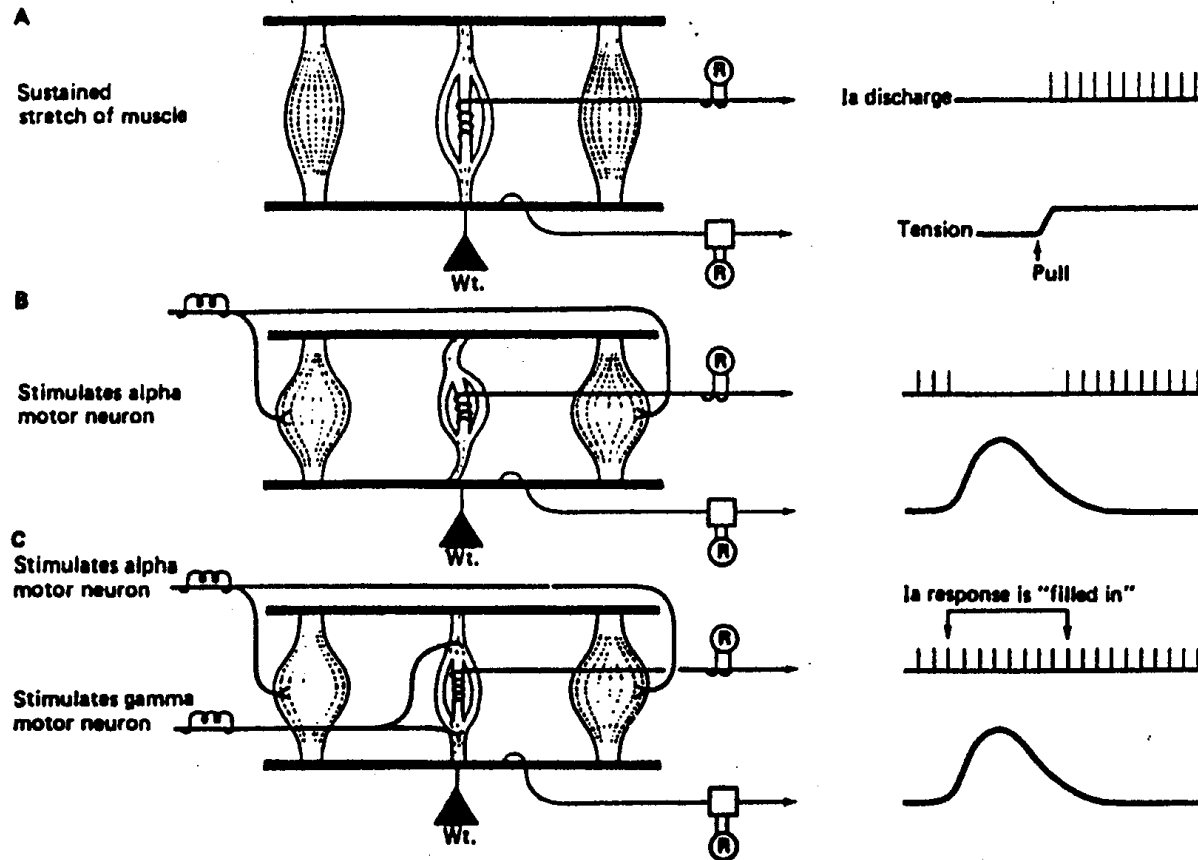 A
Sustained
stretch of muscle
R
Ia discharge
Tension
Pull
R
Wt.
B
Stimulates alpha
motor neuron
R
R
Wt.
C
Stimulates alpha
motor neuron
Ia response is "filled in"
R
Stimulates gamma
motor neuron
Wt.
R